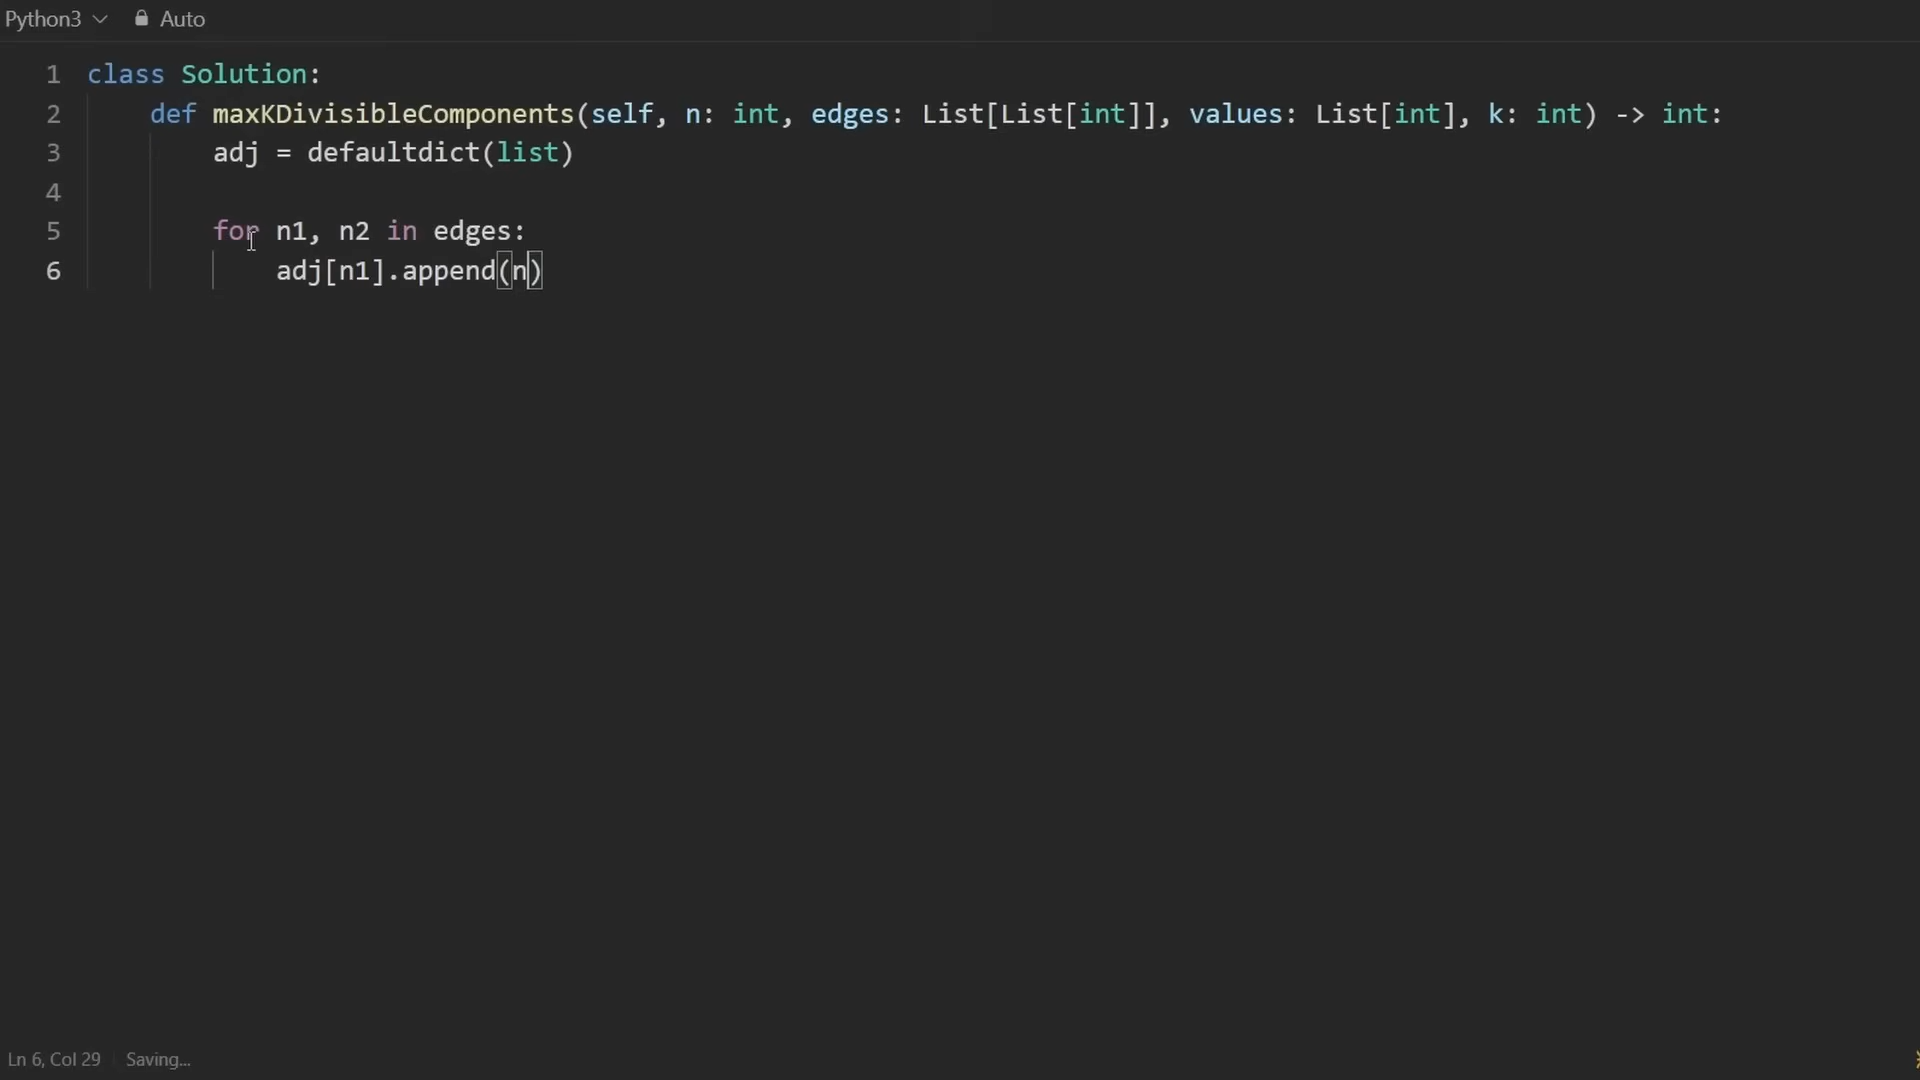 Python3 Auto
1 class Solution:
2 def maxKDivisibleComponents(self, n: int, edges: List[List[int]], values: List[int], k: int) -> int:
3 adj = defaultdict(list)
4
5 for n1, n2 in edges:
6 adj[n1].append(n)
Ln 6, Col 29 Saving...